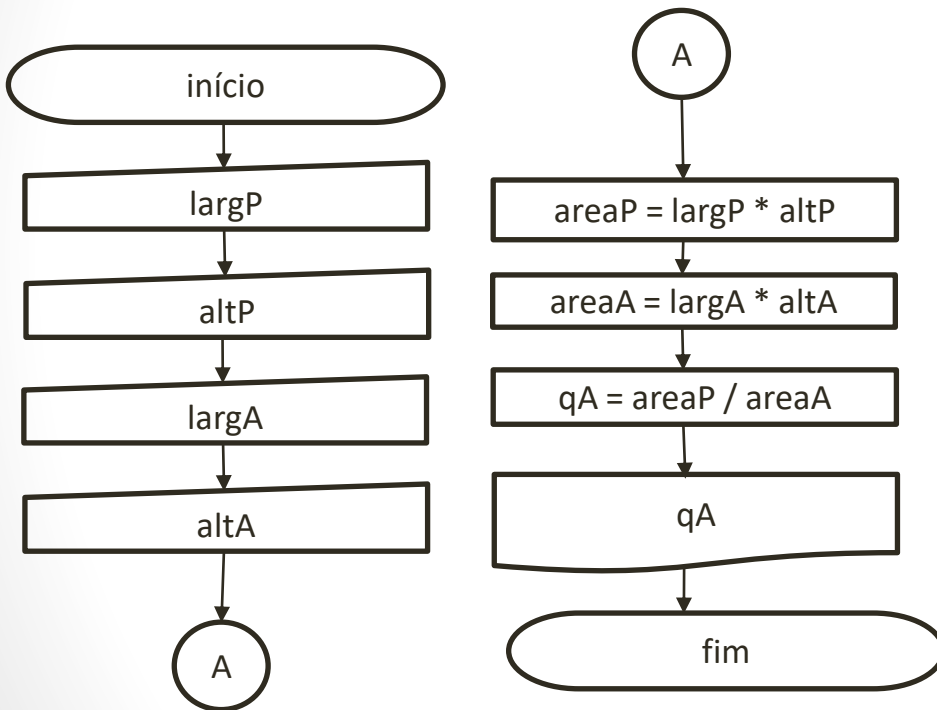 início
largP
altP
largA
altA
A
A
areaP = largP * altP
areaA = largA * altA
qA = areaP / areaA
qA
fim